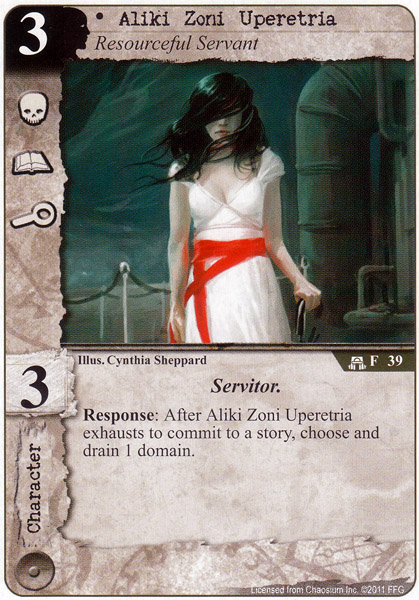 3
• Aliki Zoni Uperetria
Resourceful Servant
Illus. Cynthia Sheppard
F 39
3
Servitor.
Response: After Aliki Zoni Uperetria
exhausts to commit to a story, choose and
drain 1 domain.
Character
Licensed from Chaosium Inc. ©2011 FFG